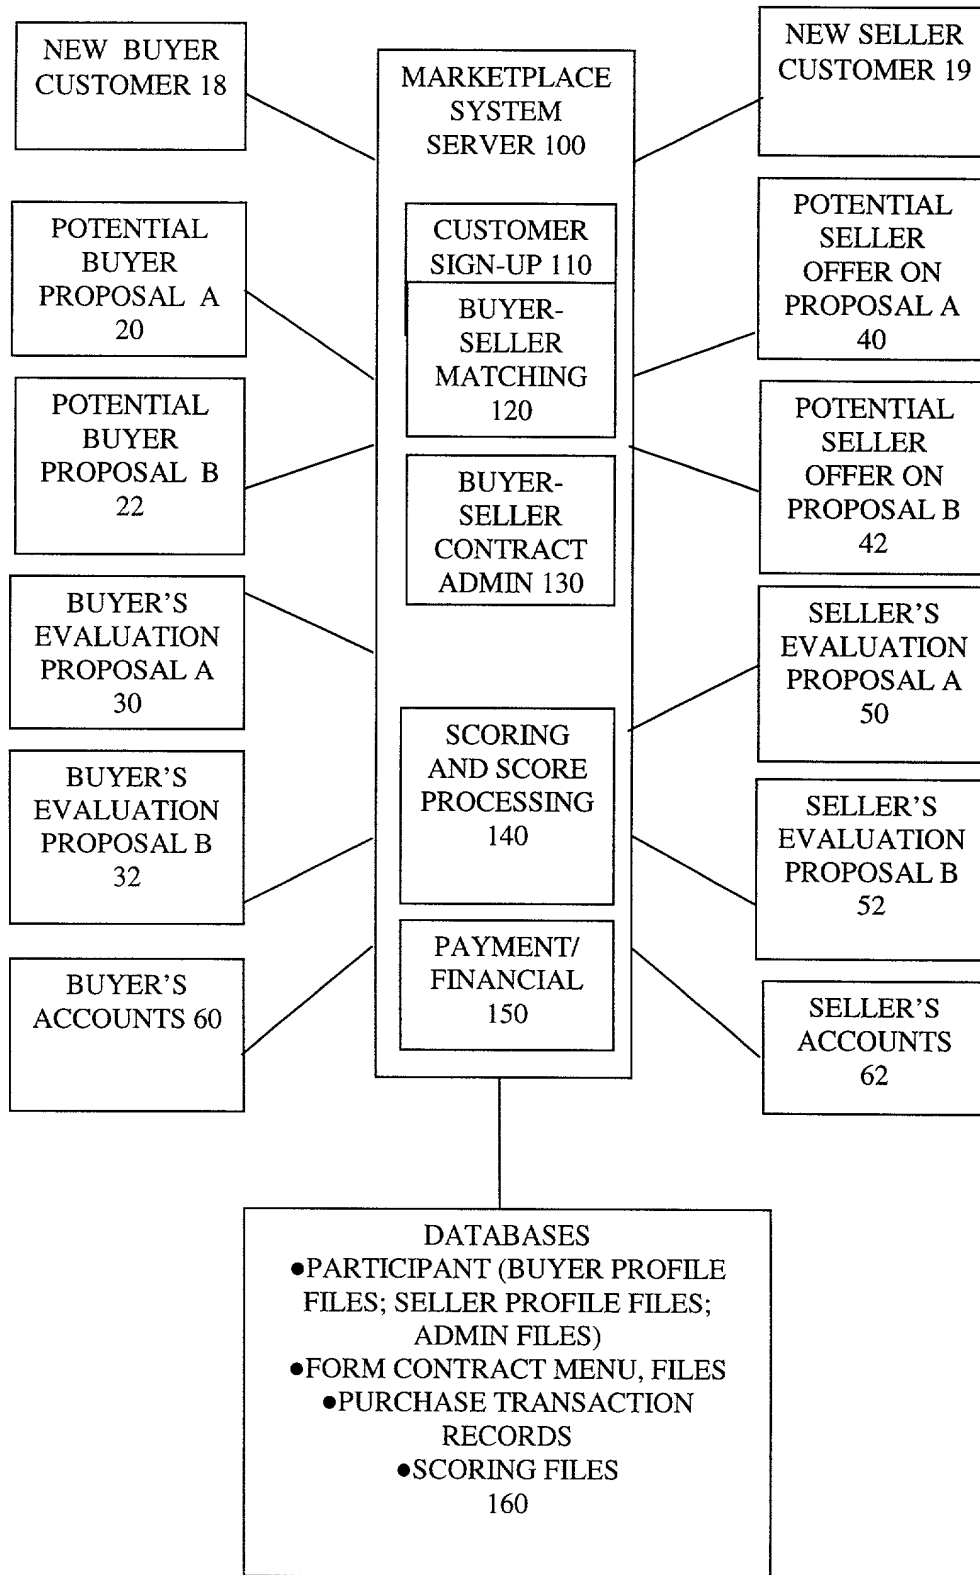 NEW BUYER
CUSTOMER 18
POTENTIAL
BUYER
PROPOSAL A
20
POTENTIAL
BUYER
PROPOSAL B
22
BUYER'S
EVALUATION
PROPOSAL A
30
BUYER'S
EVALUATION
PROPOSAL B
32
BUYER'S
ACCOUNTS 60
MARKETPLACE
SYSTEM
SERVER 100
CUSTOMER
SIGN-UP 110
BUYER-
SELLER
MATCHING
120
BUYER-
SELLER
CONTRACT
ADMIN 130
SCORING
AND SCORE
PROCESSING
140
PAYMENT/
FINANCIAL
150
NEW SELLER
CUSTOMER 19
POTENTIAL
SELLER
OFFER ON
PROPOSAL A
40
POTENTIAL
SELLER
OFFER ON
PROPOSAL B
42
SELLER'S
EVALUATION
PROPOSAL A
50
SELLER'S
EVALUATION
PROPOSAL B
52
SELLER'S
ACCOUNTS
62
DATABASES
●PARTICIPANT (BUYER PROFILE
FILES; SELLER PROFILE FILES;
ADMIN FILES)
●FORM CONTRACT MENU, FILES
●PURCHASE TRANSACTION
RECORDS
●SCORING FILES
160